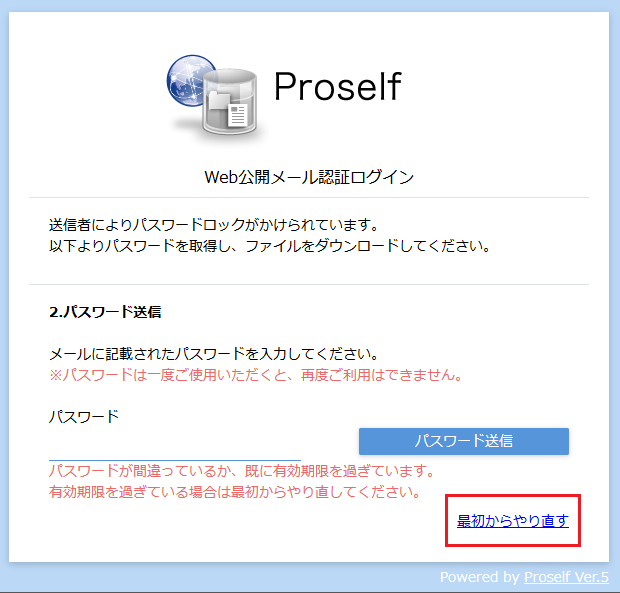 Proself
Web公開メール認証ログイン
送信者によりパスワードロックがかけられています。
以下よりパスワードを取得し、ファイルをダウンロードしてください。
2.パスワード送信
メールに記載されたパスワードを入力してください。
※パスワードは一度ご使用いただくと、再度ご利用はできません。
パスワード
パスワード送信
パスワードが間違っているか、既に有効期限を過ぎています。
有効期限を過ぎている場合は最初からやり直してください。
最初からやり直す
Powered by Proself Ver.5